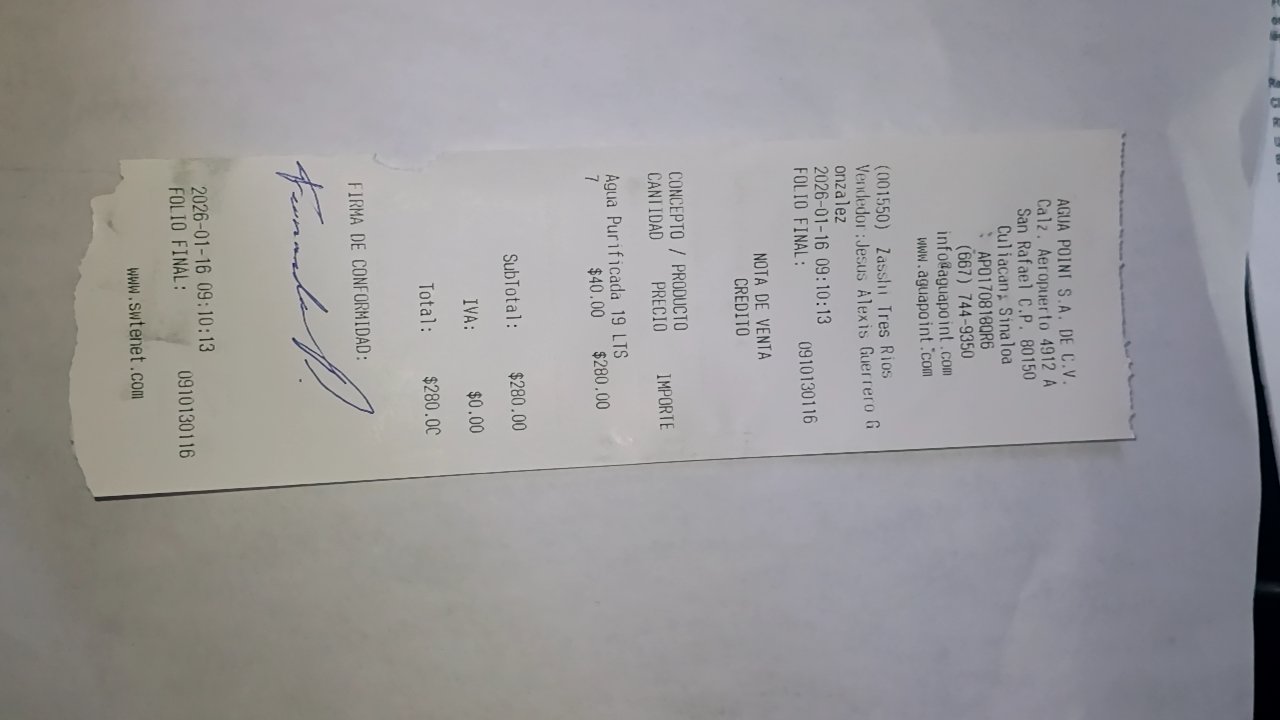 AGUA POINT S.A. DE C.V.
Calz. Aeropuerto 4912 A
San Rafael C.P. 80150
Culiacan, Sinaloa
: APO170818QR6
(667) 744-9350
info@aguapoint.com
www.aguapoint.com
(001550) Zasshi Tres Rios
Vendedor:Jesus Alexis Guerrero G
onzalez
2026-01-16 09:10:13
FOLIO FINAL: 0910130116
NOTA DE VENTA
CREDITO
CONCEPTO / PRODUCTO
CANTIDAD PRECIO IMPORTE
Agua Purificada 19 LTS
7 $40.00 $280.00
SubTotal: $280.00
IVA: $0.00
Total: $280.00
FIRMA DE CONFORMIDAD:
2026-01-16 09:10:13
FOLIO FINAL: 0910130116
www.swtenet.com